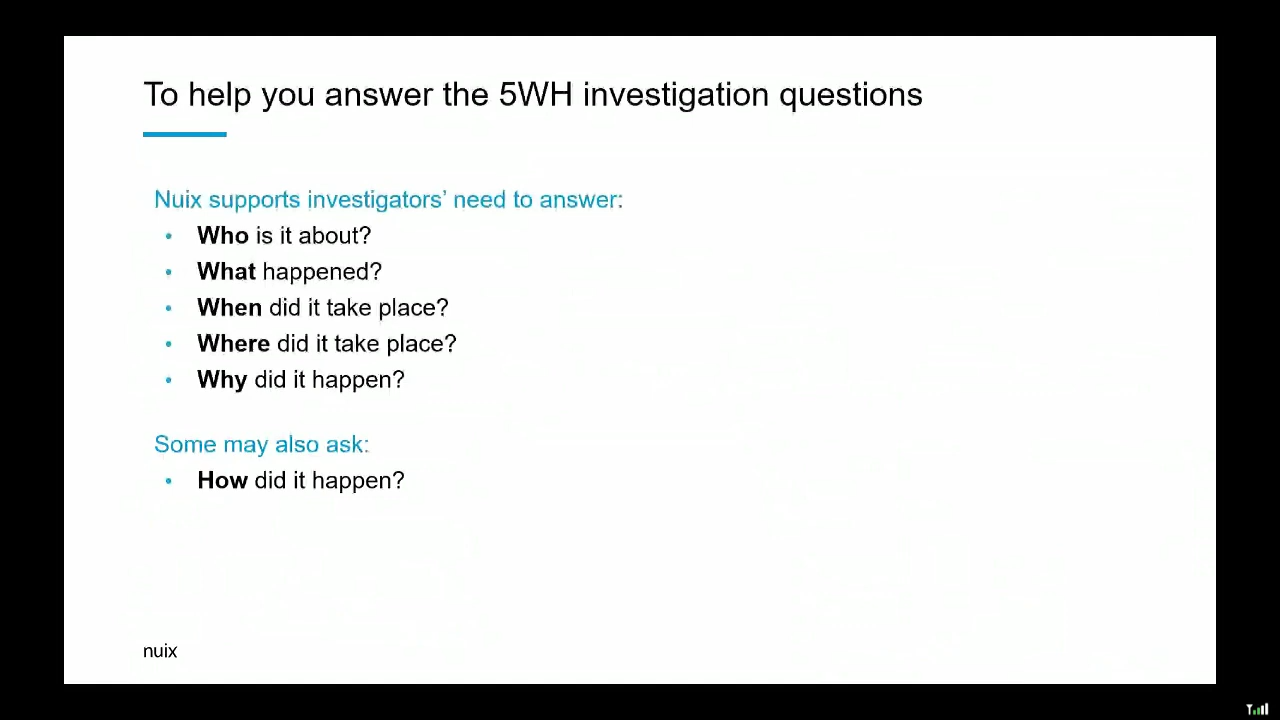 To help you answer the 5WH investigation questions
Nuix supports investigators’ need to answer:
• Who is it about?
• What happened?
• When did it take place?
• Where did it take place?
• Why did it happen?
Some may also ask:
• How did it happen?
nuix